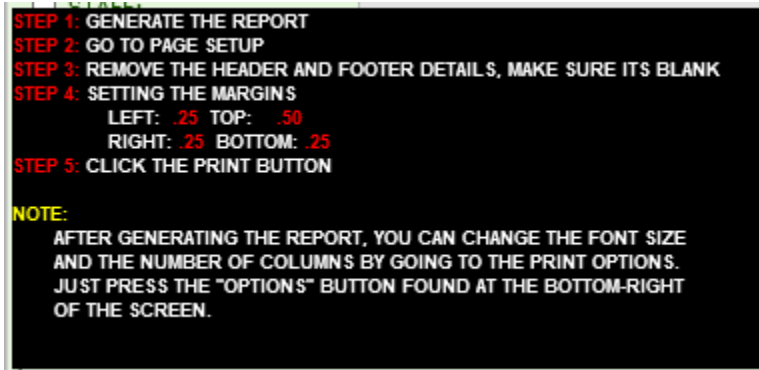 STEP 1: GENERATE THE REPORT
STEP 2: GO TO PAGE SETUP
STEP 3: REMOVE THE HEADER AND FOOTER DETAILS, MAKE SURE ITS BLANK
STEP 4: SETTING THE MARGINS
LEFT: .25 TOP: .50
RIGHT: .25 BOTTOM: .25
STEP 5: CLICK THE PRINT BUTTON
NOTE:
AFTER GENERATING THE REPORT, YOU CAN CHANGE THE FONT SIZE
AND THE NUMBER OF COLUMNS BY GOING TO THE PRINT OPTIONS.
JUST PRESS THE "OPTIONS" BUTTON FOUND AT THE BOTTOM-RIGHT
OF THE SCREEN.